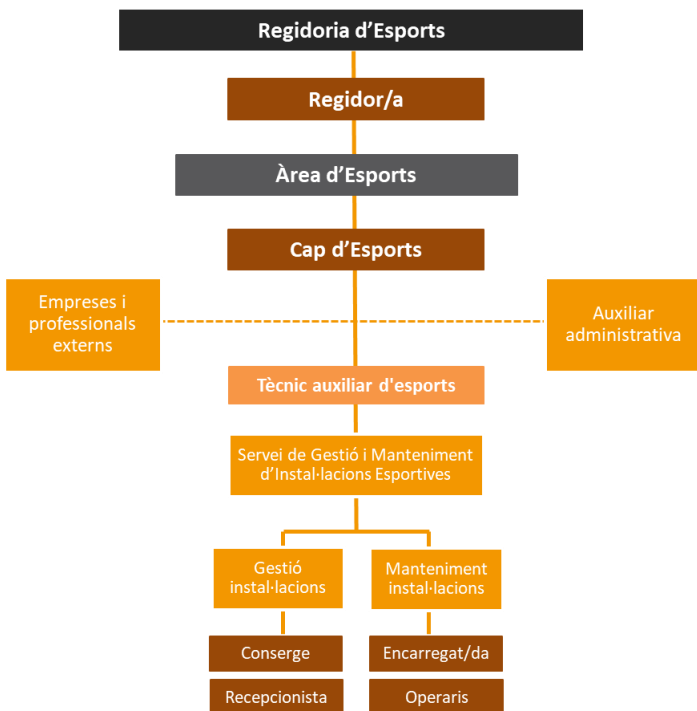 Regidoria d’Esports
Regidor/a
Àrea d’Esports
Cap d’Esports
Empreses i
professionals
externs
Auxiliar
administrativa
Tècnic auxiliar d'esports
Servei de Gestió i Manteniment
d’Instal·lacions Esportives
Gestió
instal·lacions
Manteniment
instal·lacions
Conserge
Encarregat/da
Recepcionista
Operaris